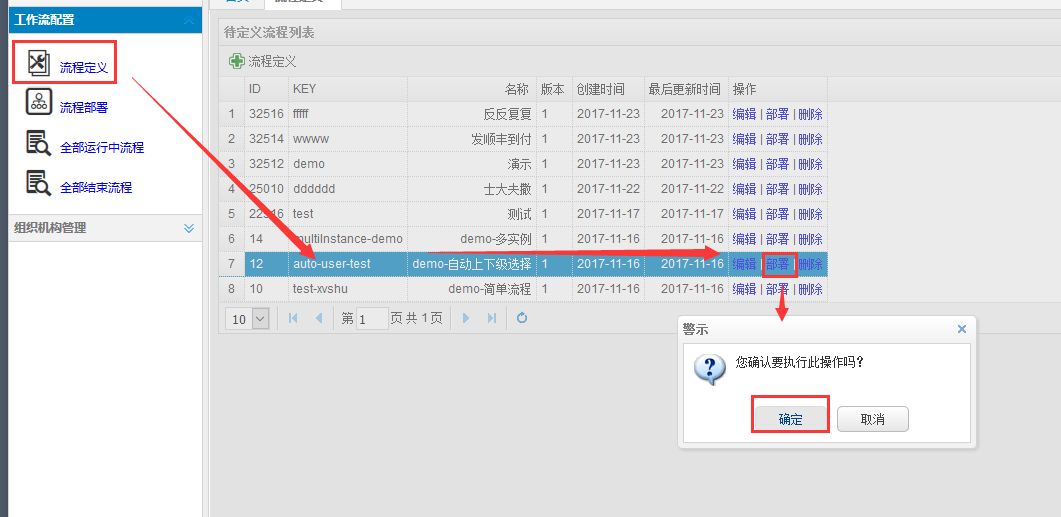 工作流配置
流程定义
流程部署
全部运行中流程
全部结束流程
组织机构管理
待定义流程列表
流程定义
ID KEY 名称 版本 创建时间 最后更新时间 操作
1 32516 fffff 反反复复 1 2017-11-23 2017-11-23 编辑 | 部署 | 删除
2 32514 wwww 发顺丰到付 1 2017-11-23 2017-11-23 编辑 | 部署 | 删除
3 32512 demo 演示 1 2017-11-23 2017-11-23 编辑 | 部署 | 删除
4 25010 dddddd 士大夫撒 1 2017-11-22 2017-11-22 编辑 | 部署 | 删除
5 22516 test 测试 1 2017-11-17 2017-11-17 编辑 | 部署 | 删除
6 14 multiInstance-demo demo-多实例 1 2017-11-16 2017-11-16 编辑 | 部署 | 删除
7 12 auto-user-test demo-自动上下级选择 1 2017-11-16 2017-11-16 编辑 | 部署 | 删除
8 10 test-xvshu demo-简单流程 1 2017-11-16 2017-11-16 编辑 | 部署 | 删除
10 第 1 页 共 1 页
警示
您确认要执行此操作吗?
确定 取消